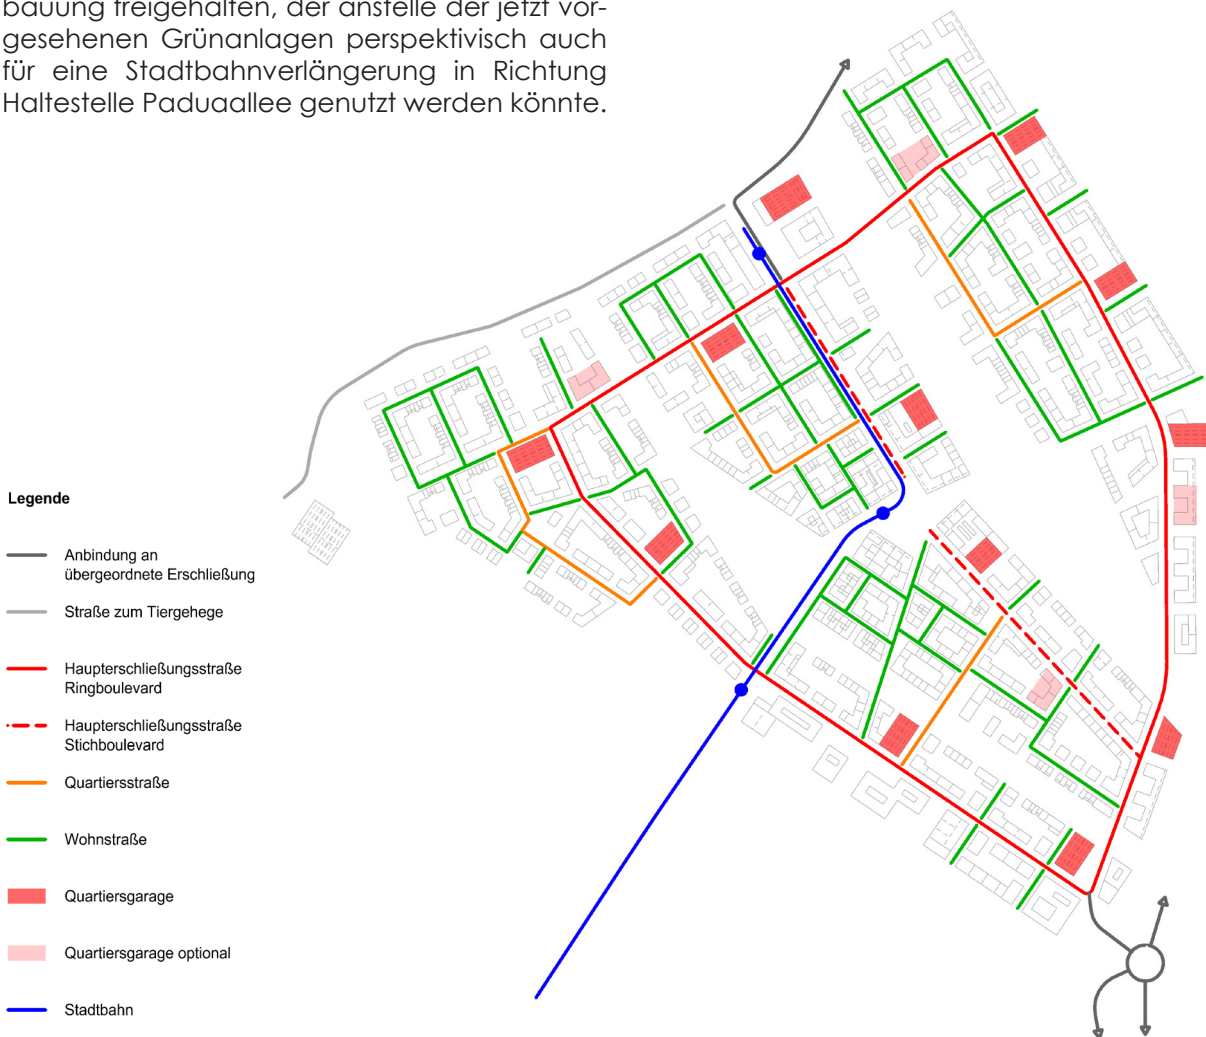 bauung freigehalten, der anstelle der jetzt vor-
gesehenen Grünanlagen perspektivisch auch
für eine Stadtbahnverlängerung in Richtung
Haltestelle Paduaallee genutzt werden könnte.
Legende
Anbindung an
übergeordnete Erschließung
Straße zum Tiergehege
Haupterschließungsstraße
Ringboulevard
Haupterschließungsstraße
Stichboulevard
Quartiersstraße
Wohnstraße
Quartiersgarage
Quartiersgarage optional
Stadtbahn